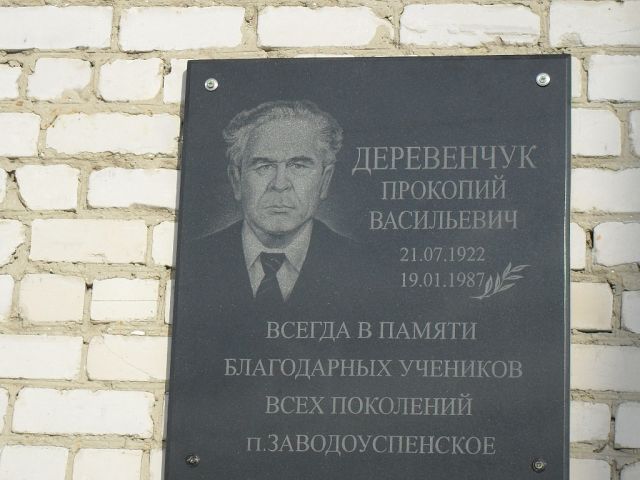 ДЕРЕВЕНЧУК
ПРОКОПИЙ
ВАСИЛЬЕВИЧ
21.07.1922
19.01.1987
ВСЕГДА В ПАМЯТИ
БЛАГОДАРНЫХ УЧЕНИКОВ
ВСЕХ ПОКОЛЕНИЙ
п.ЗАВОДОУСПЕНСКОЕ